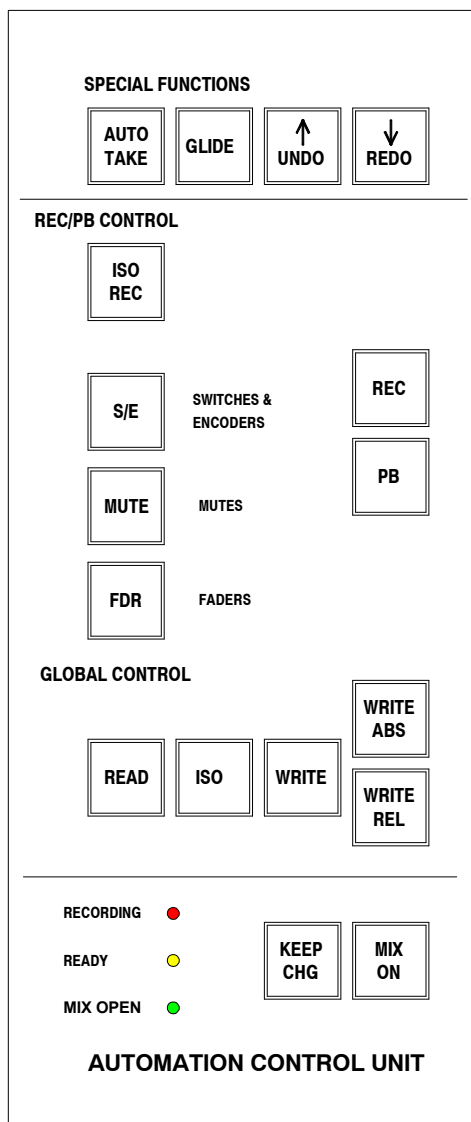 SPECIAL FUNCTIONS
AUTO
TAKE
GLIDE
UNDO
REDO
REC/PB CONTROL
ISO
REC
S/E
SWITCHES &
ENCODERS
REC
PB
MUTE
MUTES
FDR
FADERS
GLOBAL CONTROL
READ
ISO
WRITE
WRITE
ABS
WRITE
REL
RECORDING
READY
MIX OPEN
KEEP
CHG
MIX
ON
AUTOMATION CONTROL UNIT